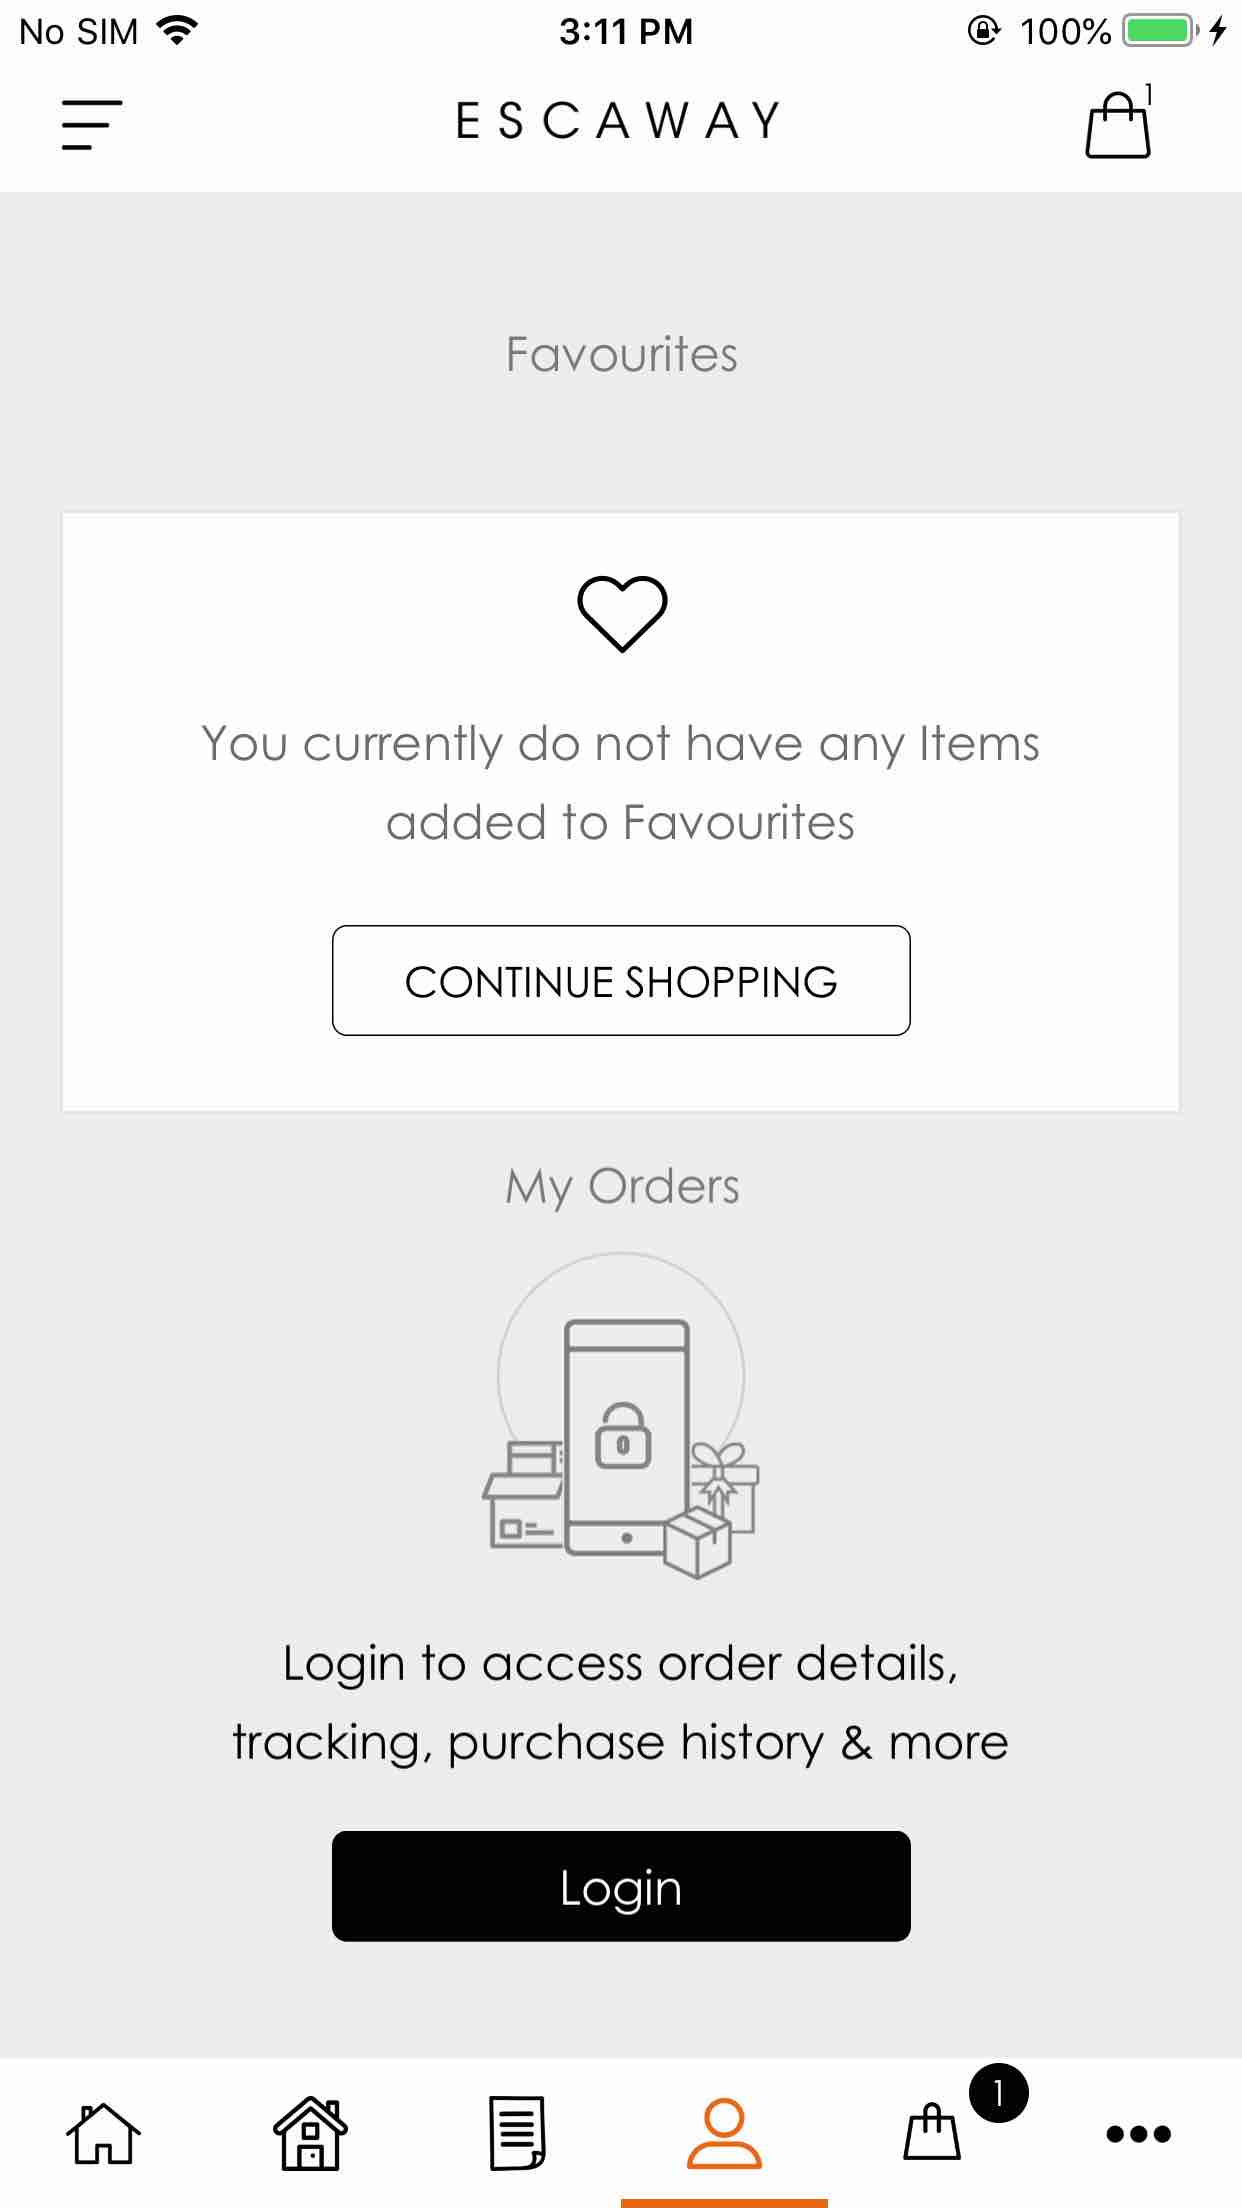 No SIM 3:11 PM 100%
ESCAWAY 1
Favourites
You currently do not have any Items
added to Favourites
CONTINUE SHOPPING
My Orders
Login to access order details,
tracking, purchase history & more
Login
1